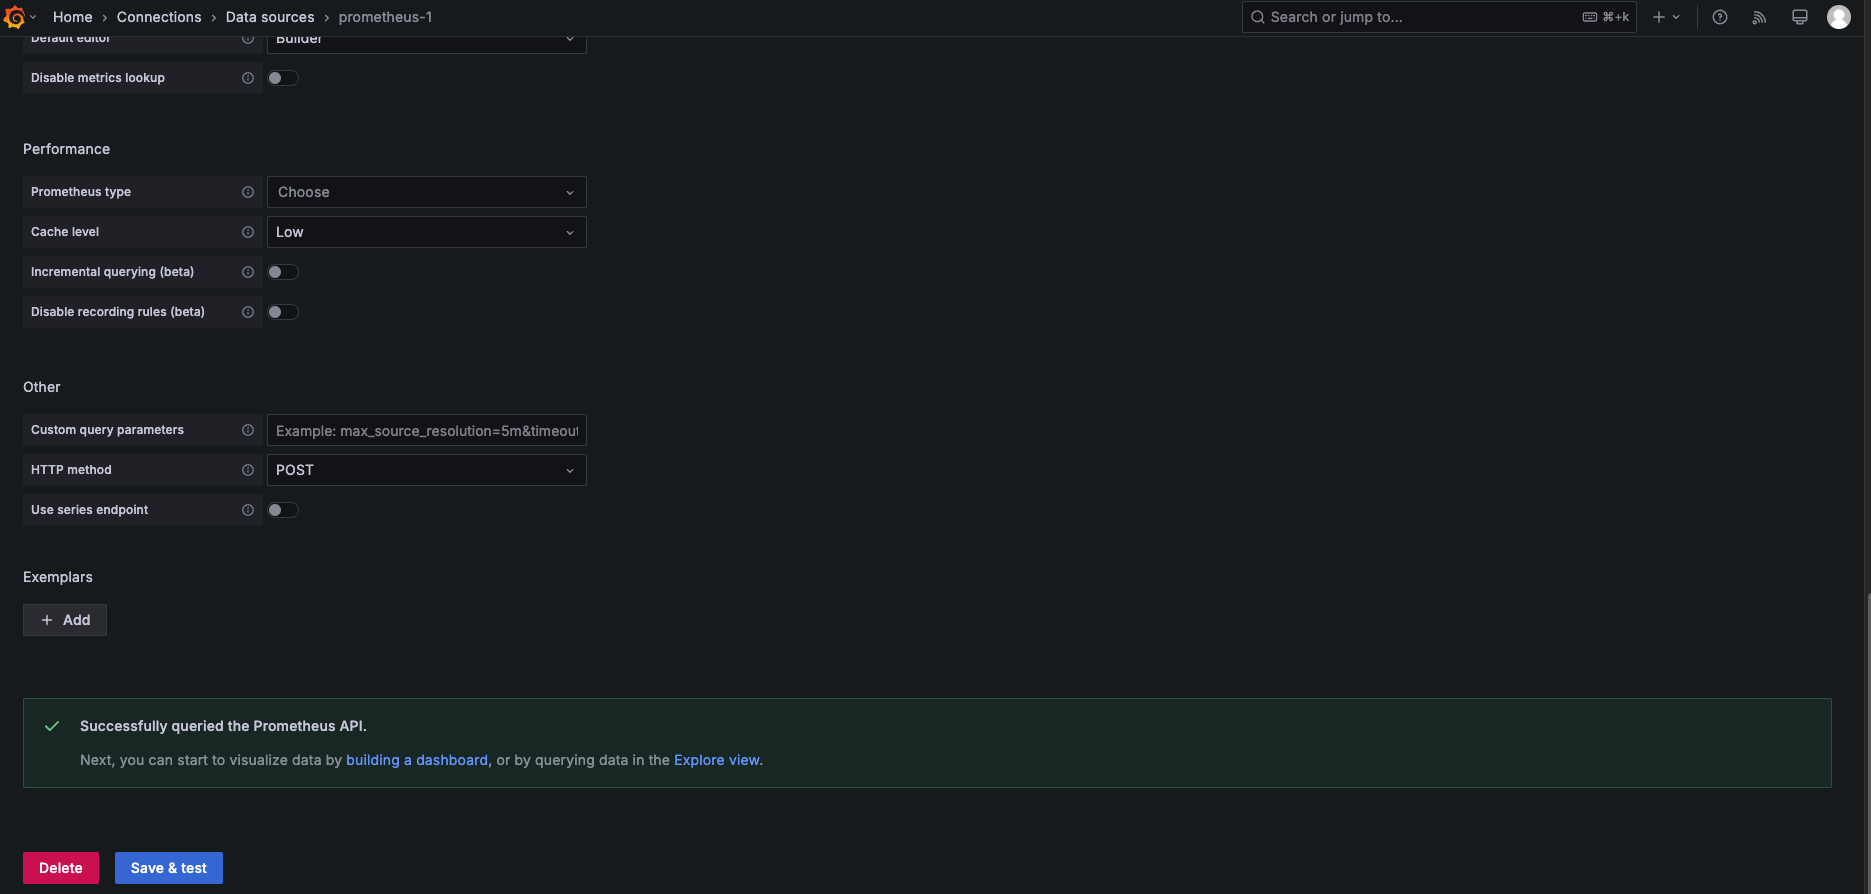 Home › Connections › Data sources › prometheus-1
Search or jump to... ⌘+k
Default editor Builder
Disable metrics lookup
Performance
Prometheus type Choose
Cache level Low
Incremental querying (beta)
Disable recording rules (beta)
Other
Custom query parameters Example: max_source_resolution=5m&timeout
HTTP method POST
Use series endpoint
Exemplars
+ Add
Successfully queried the Prometheus API.
Next, you can start to visualize data by building a dashboard, or by querying data in the Explore view.
Delete Save & test